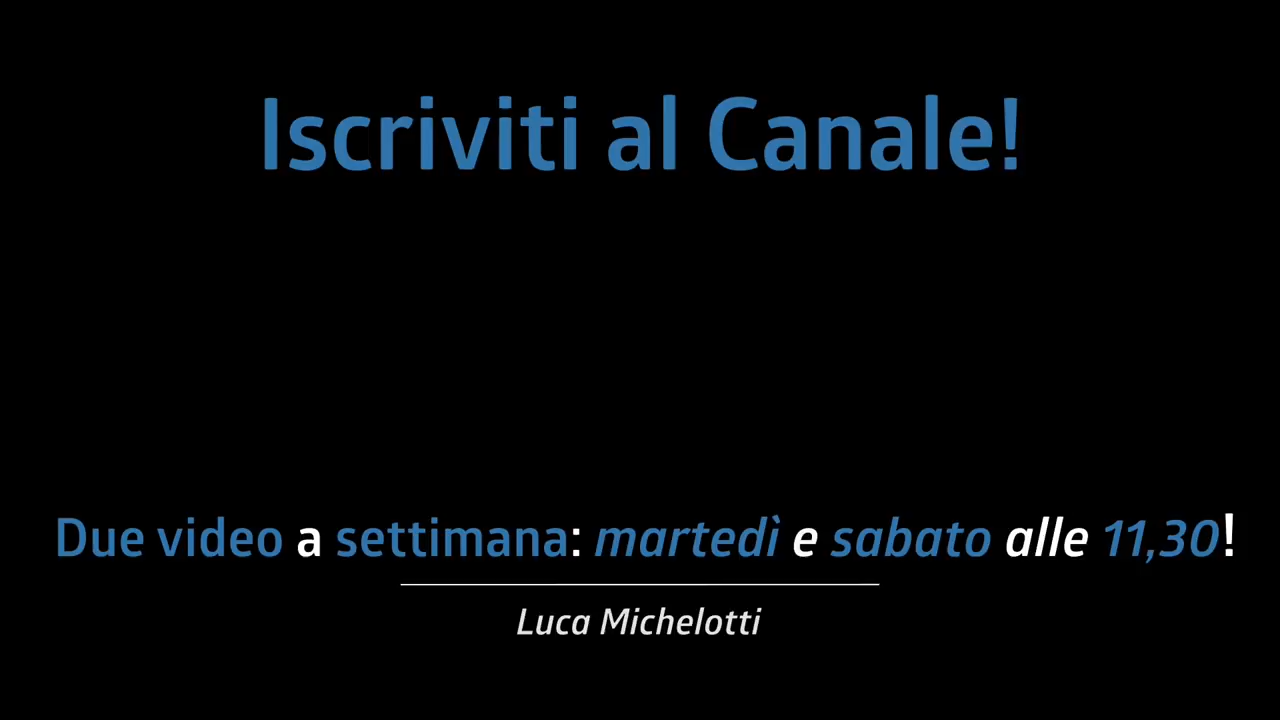 Iscriviti al Canale!
Due video a settimana: martedì e sabato alle 11,30!
Luca Michelotti